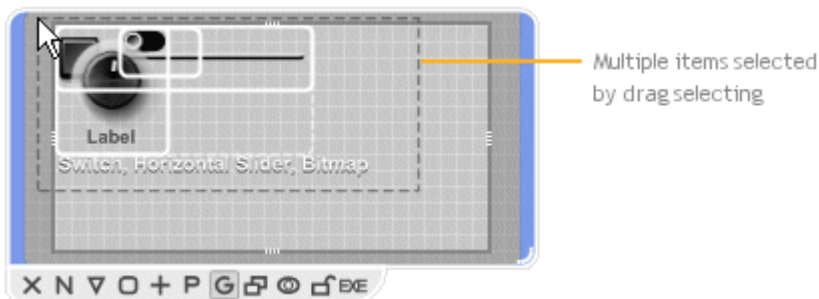 Multiple items selected
by drag selecting
Label
Switch, Horizontal Slider, Bitmap
N P G EXE